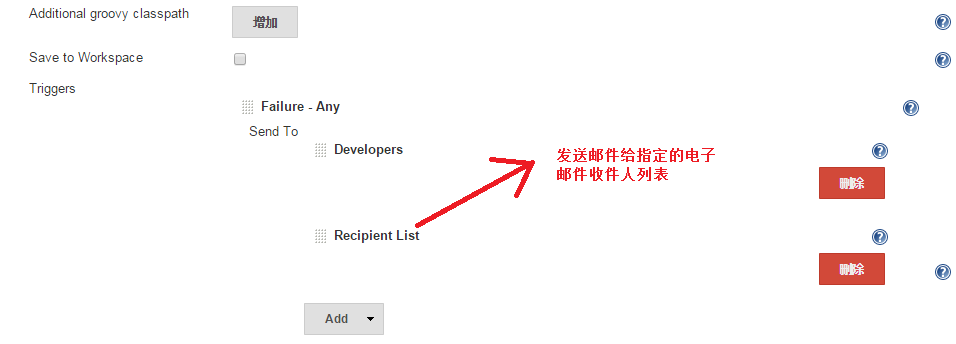 Additional groovy classpath
增加
Save to Workspace
Triggers
Failure - Any
Send To
Developers
发送邮件给指定的电子
邮件收件人列表
删除
Recipient List
删除
Add